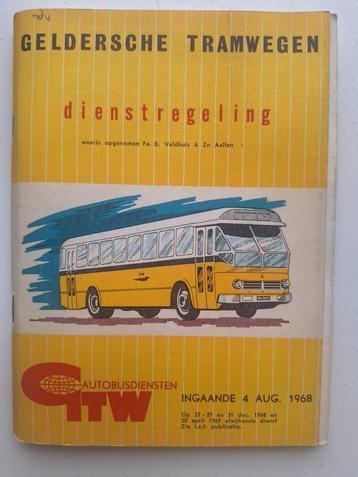 GELDERSCHE TRAMWEGEN
dienstregeling
waarin opgenomen Fa. B. Veldhuis & Zn Aalten
AUTOBUSDIENSTEN
GTW
INGAANDE 4 AUG. 1968
Op 25 - 27 en 31 dec. 1968 en
30 april 1969 afwijkende dienst
Zie t.z.t. publicatie.